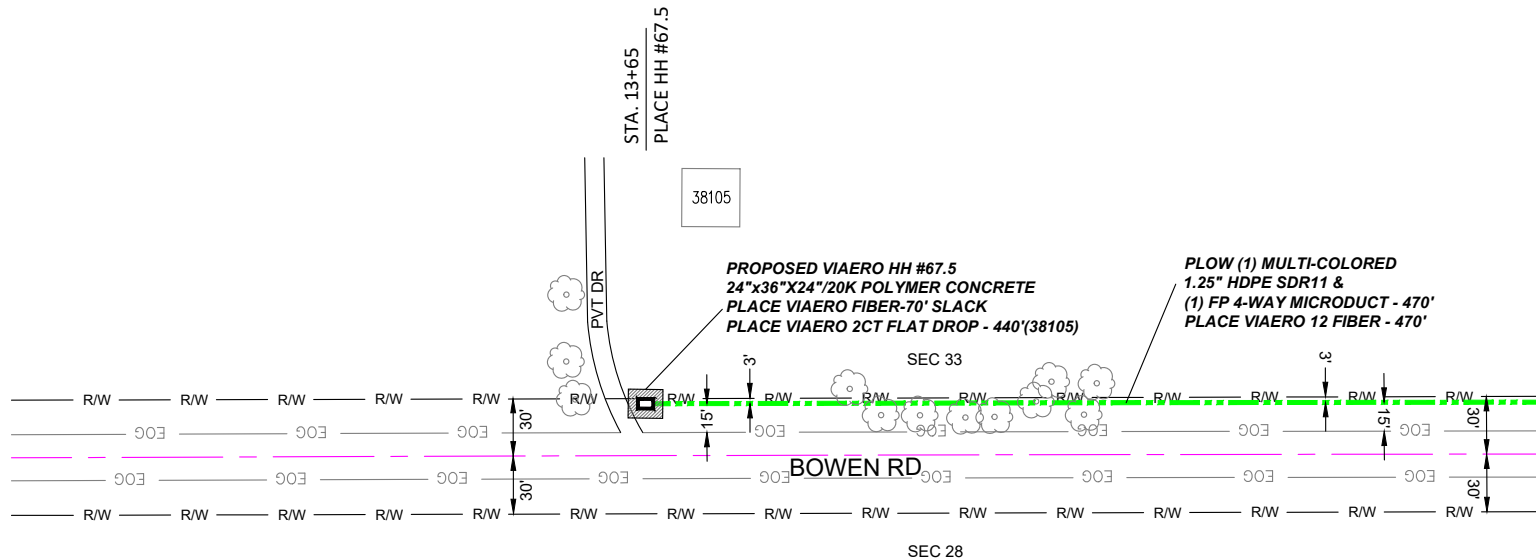 STA. 13+65
PLACE HH #67.5
38105
PVT DR
PROPOSED VIAERO HH #67.5
24"x36"X24"/20K POLYMER CONCRETE
PLACE VIAERO FIBER-70' SLACK
PLACE VIAERO 2CT FLAT DROP - 440'(38105)
PLOW (1) MULTI-COLORED
1.25" HDPE SDR11 &
(1) FP 4-WAY MICRODUCT - 470'
PLACE VIAERO 12 FIBER - 470'
SEC 33
3' 3'
R/W R/W R/W R/W R/W R/W R/W R/W R/W R/W R/W R/W R/W R/W R/W
30' 15' 15' 30'
EOG EOG EOG EOG EOG EOG EOG EOG
BOWEN RD
EOG EOG EOG EOG EOG EOG EOG EOG EOG
30' 30'
R/W R/W R/W R/W R/W R/W R/W R/W R/W R/W R/W R/W R/W R/W R/W
SEC 28